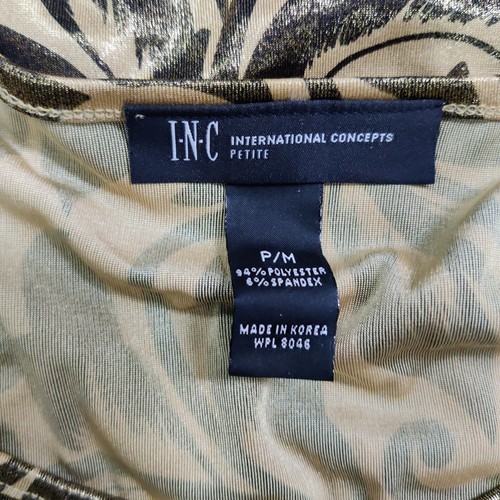 I·N·C INTERNATIONAL CONCEPTS
PETITE
P/M
94% POLYESTER
6% SPANDEX
MADE IN KOREA
WPL 8046